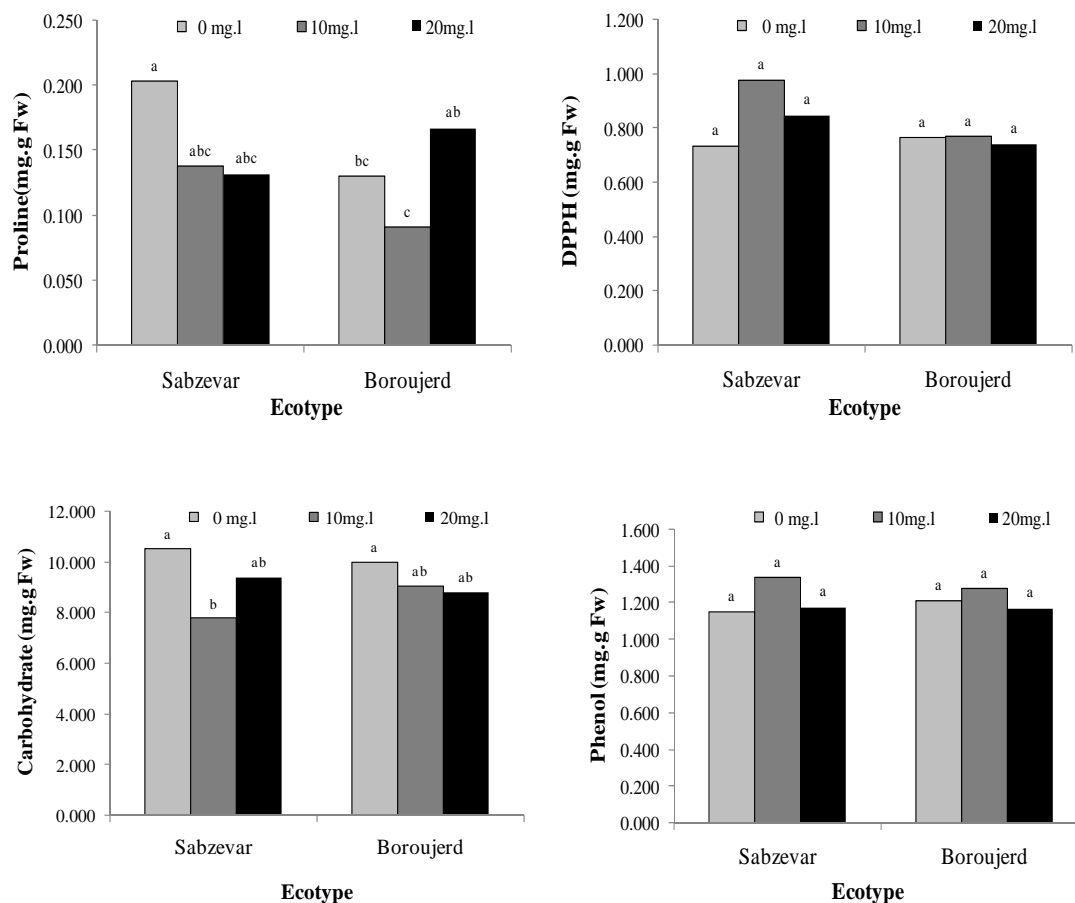 0 mg.l 10mg.l 20mg.l
Proline(mg.g Fw)
0.250
0.200
0.150
0.100
0.050
0.000
a
abc abc
bc
c
ab
Sabzevar Boroujerd
Ecotype
0 mg.l 10mg.l 20mg.l
DPPH (mg.g Fw)
1.200
1.000
0.800
0.600
0.400
0.200
0.000
a
a
a
a a a
Sabzevar Boroujerd
Ecotype
0 mg.l 10mg.l 20mg.l
Carbohydrate (mg.g Fw)
12.000
10.000
8.000
6.000
4.000
2.000
0.000
a
b
ab
a
ab ab
Sabzevar Boroujerd
Ecotype
0 mg.l 10mg.l 20mg.l
Phenol (mg.g Fw)
1.600
1.400
1.200
1.000
0.800
0.600
0.400
0.200
0.000
a
a
a
a
a
a
Sabzevar Boroujerd
Ecotype